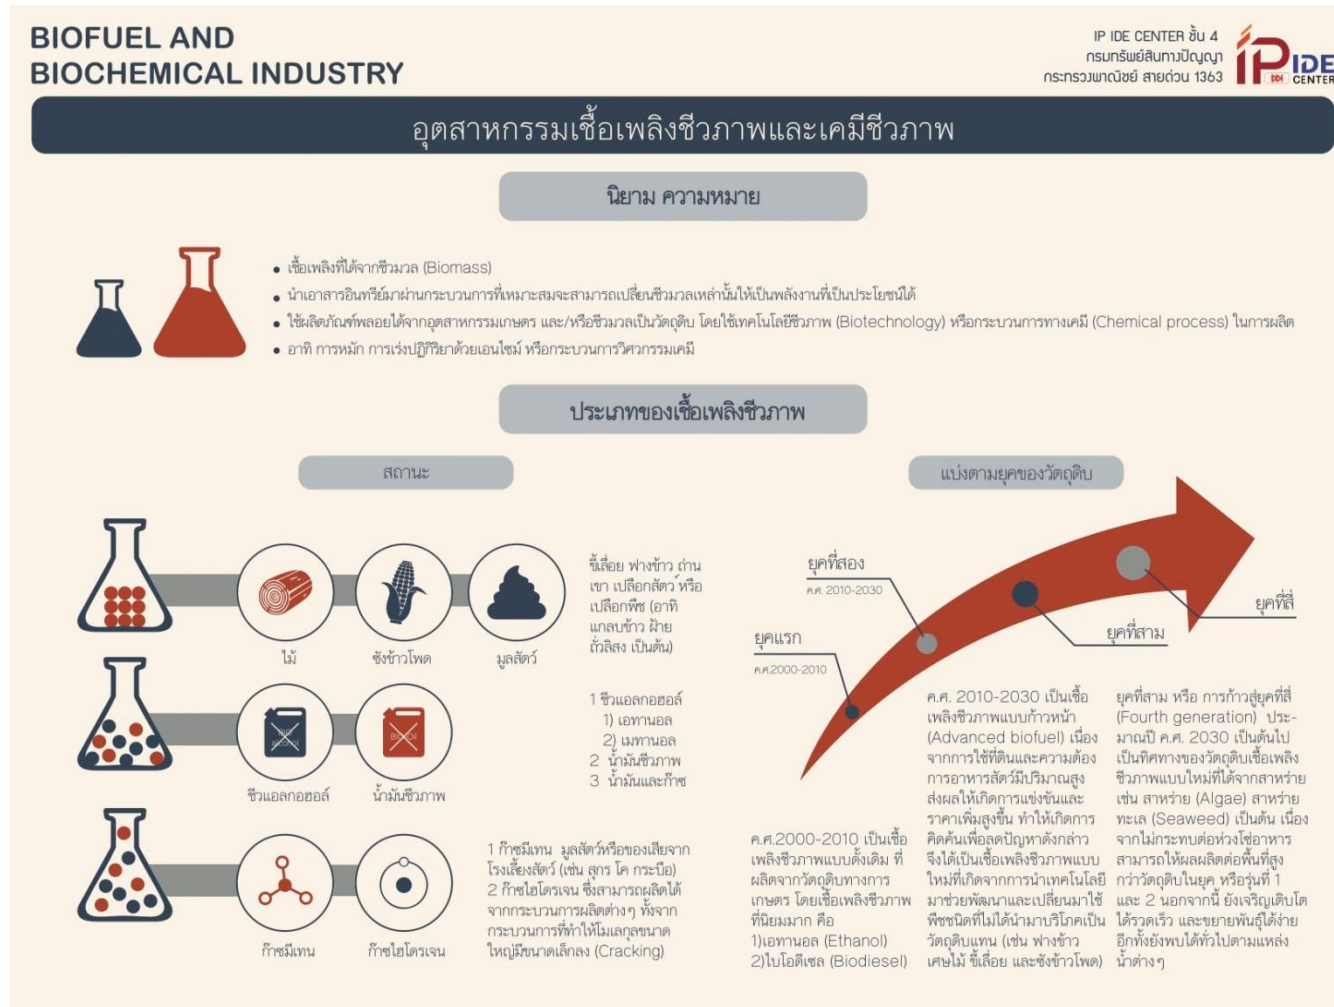 BIOFUEL AND
BIOCHEMICAL INDUSTRY
IP IDE CENTER ชั้น 4
กรมทรัพย์สินทางปัญญา
กระทรวงพาณิชย์ สายด่วน 1363
IP IDE
CENTER
อุตสาหกรรมเชื้อเพลิงชีวภาพและเคมีชีวภาพ
นิยาม ความหมาย
• เชื้อเพลิงที่ได้จากชีวมวล (Biomass)
• นำเอาสารอินทรีย์มาผ่านกระบวนการที่เหมาะสมจะสามารถเปลี่ยนชีวมวลเหล่านั้นให้เป็นพลังงานที่เป็นประโยชน์ได้
• ใช้ผลิตภัณฑ์พลอยได้จากอุตสาหกรรมเกษตร และ/หรือชีวมวลเป็นวัตถุดิบ โดยใช้เทคโนโลยีชีวภาพ (Biotechnology) หรือกระบวนการทางเคมี (Chemical process) ในการผลิต
• อาทิ การหมัก การเร่งปฏิกิริยาด้วยเอนไซม์ หรือกระบวนการวิศวกรรมเคมี
ประเภทของเชื้อเพลิงชีวภาพ
สถานะ
ไม้
ซังข้าวโพด
มูลสัตว์
ขี้เลื่อย ฟางข้าว ถ่าน
เขา เปลือกสัตว์ หรือ
เปลือกพืช (อาทิ
แกลบข้าว ฝ้าย
ถั่วลิสง เป็นต้น)
BIO
alcohol
BIOOIl
ชีวแอลกอฮอล์
น้ำมันชีวภาพ
1 ชีวแอลกอฮอล์
1) เอทานอล
2) เมทานอล
2 น้ำมันชีวภาพ
3 น้ำมันและก๊าซ
ก๊าซมีเทน
ก๊าซไฮโดรเจน
1 ก๊าซมีเทน มูลสัตว์หรือของเสียจาก
โรงเลี้ยงสัตว์ (เช่น สุกร โค กระบือ)
2 ก๊าซไฮโดรเจน ซึ่งสามารถผลิตได้
จากกระบวนการผลิตต่างๆ ทั้งจาก
กระบวนการที่ทำให้โมเลกุลขนาด
ใหญ่มีขนาดเล็กลง (Cracking)
แบ่งตามยุคของวัตถุดิบ
ยุคที่สอง
ค.ศ. 2010-2030
ยุคแรก
ค.ศ.2000-2010
ยุคที่สาม
ยุคที่สี่
ค.ศ.2000-2010 เป็นเชื้อ
เพลิงชีวภาพแบบดั้งเดิม ที่
ผลิตจากวัตถุดิบทางการ
เกษตร โดยเชื้อเพลิงชีวภาพ
ที่นิยมมาก คือ
1)เอทานอล (Ethanol)
2)ไบโอดีเซล (Biodiesel)
ค.ศ. 2010-2030 เป็นเชื้อ
เพลิงชีวภาพแบบก้าวหน้า
(Advanced biofuel) เนื่อง
จากการใช้ที่ดินและความต้อง
การอาหารสัตว์มีปริมาณสูง
ส่งผลให้เกิดการแข่งขันและ
ราคาเพิ่มสูงขึ้น ทำให้เกิดการ
คิดค้นเพื่อลดปัญหาดังกล่าว
จึงได้เป็นเชื้อเพลิงชีวภาพแบบ
ใหม่ที่เกิดจากการนำเทคโนโลยี
มาช่วยพัฒนาและเปลี่ยนมาใช้
พืชชนิดที่ไม่ได้นำมาบริโภคเป็น
วัตถุดิบแทน (เช่น ฟางข้าว
เศษไม้ ขี้เลื่อย และซังข้าวโพด)
ยุคที่สาม หรือ การก้าวสู่ยุคที่สี่
(Fourth generation) ประ-
มาณปี ค.ศ. 2030 เป็นต้นไป
เป็นทิศทางของวัตถุดิบเชื้อเพลิง
ชีวภาพแบบใหม่ที่ได้จากสาหร่าย
เช่น สาหร่าย (Algae) สาหร่าย
ทะเล (Seaweed) เป็นต้น เนื่อง
จากไม่กระทบต่อห่วงโซ่อาหาร
สามารถให้ผลผลิตต่อพื้นที่สูง
กว่าวัตถุดิบในยุค หรือรุ่นที่ 1
และ 2 นอกจากนี้ ยังเจริญเติบโต
ได้รวดเร็ว และขยายพันธุ์ได้ง่าย
อีกทั้งยังพบได้ทั่วไปตามแหล่ง
น้ำต่างๆ